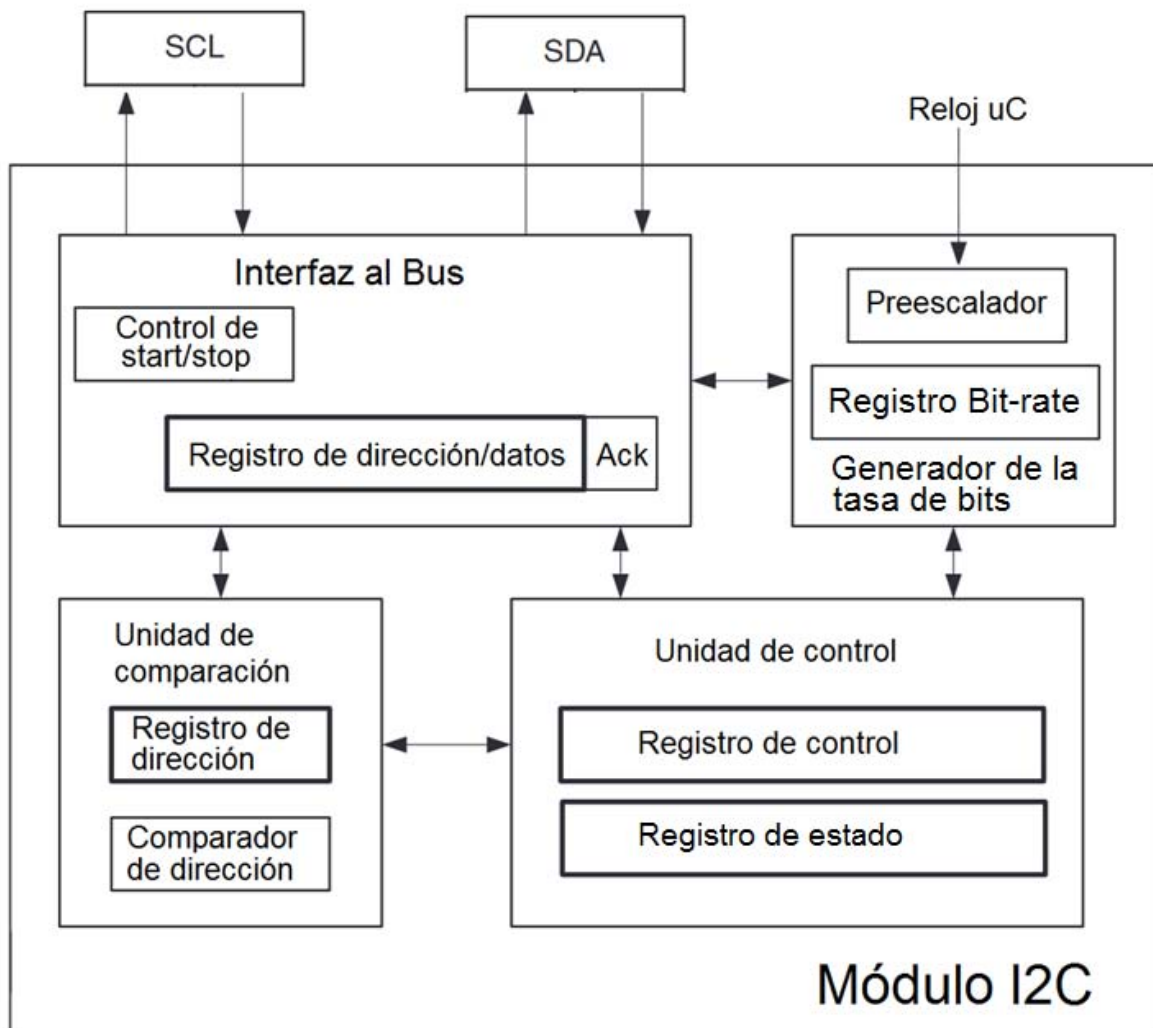 SCL
SDA
Reloj uC
Interfaz al Bus
Control de
start/stop
Registro de dirección/datos
Ack
Preescalador
Registro Bit-rate
Generador de la
tasa de bits
Unidad de
comparación
Registro de
dirección
Comparador
de dirección
Unidad de control
Registro de control
Registro de estado
Módulo I2C